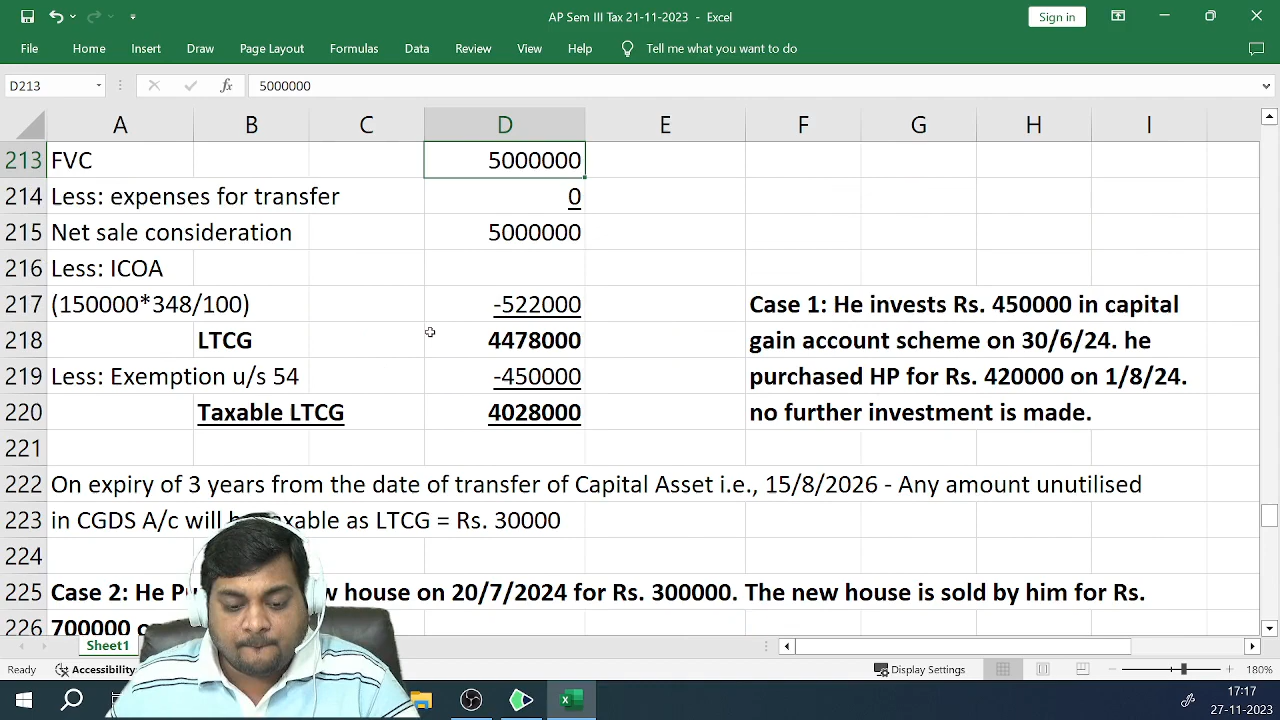 AP Sem III Tax 21-11-2023 - Excel
Sign in
File Home Insert Draw Page Layout Formulas Data Review View Help Tell me what you want to do
D213 fx 5000000
A B C D E F G H I
213 FVC 5000000
214 Less: expenses for transfer 0
215 Net sale consideration 5000000
216 Less: ICOA
217 (150000*348/100) -522000 Case 1: He invests Rs. 450000 in capital
218 LTCG 4478000 gain account scheme on 30/6/24. he
219 Less: Exemption u/s 54 -450000 purchased HP for Rs. 420000 on 1/8/24.
220 Taxable LTCG 4028000 no further investment is made.
221
222 On expiry of 3 years from the date of transfer of Capital Asset i.e., 15/8/2026 - Any amount unutilised
223 in CGDS A/c will be taxable as LTCG = Rs. 30000
224
225 Case 2: He house on 20/7/2024 for Rs. 300000. The new house is sold by him for Rs.
226 700000
Sheet1
Ready Accessibility Display Settings 180%
17:17
27-11-2023